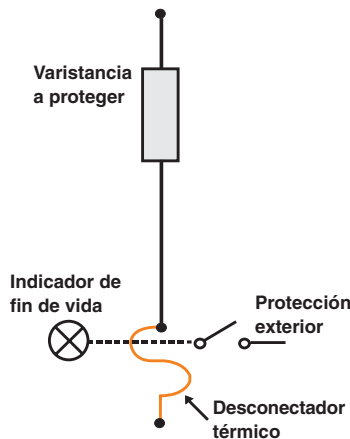 Varistancia
a proteger
Indicador de
fin de vida
Protección
exterior
Desconectador
térmico